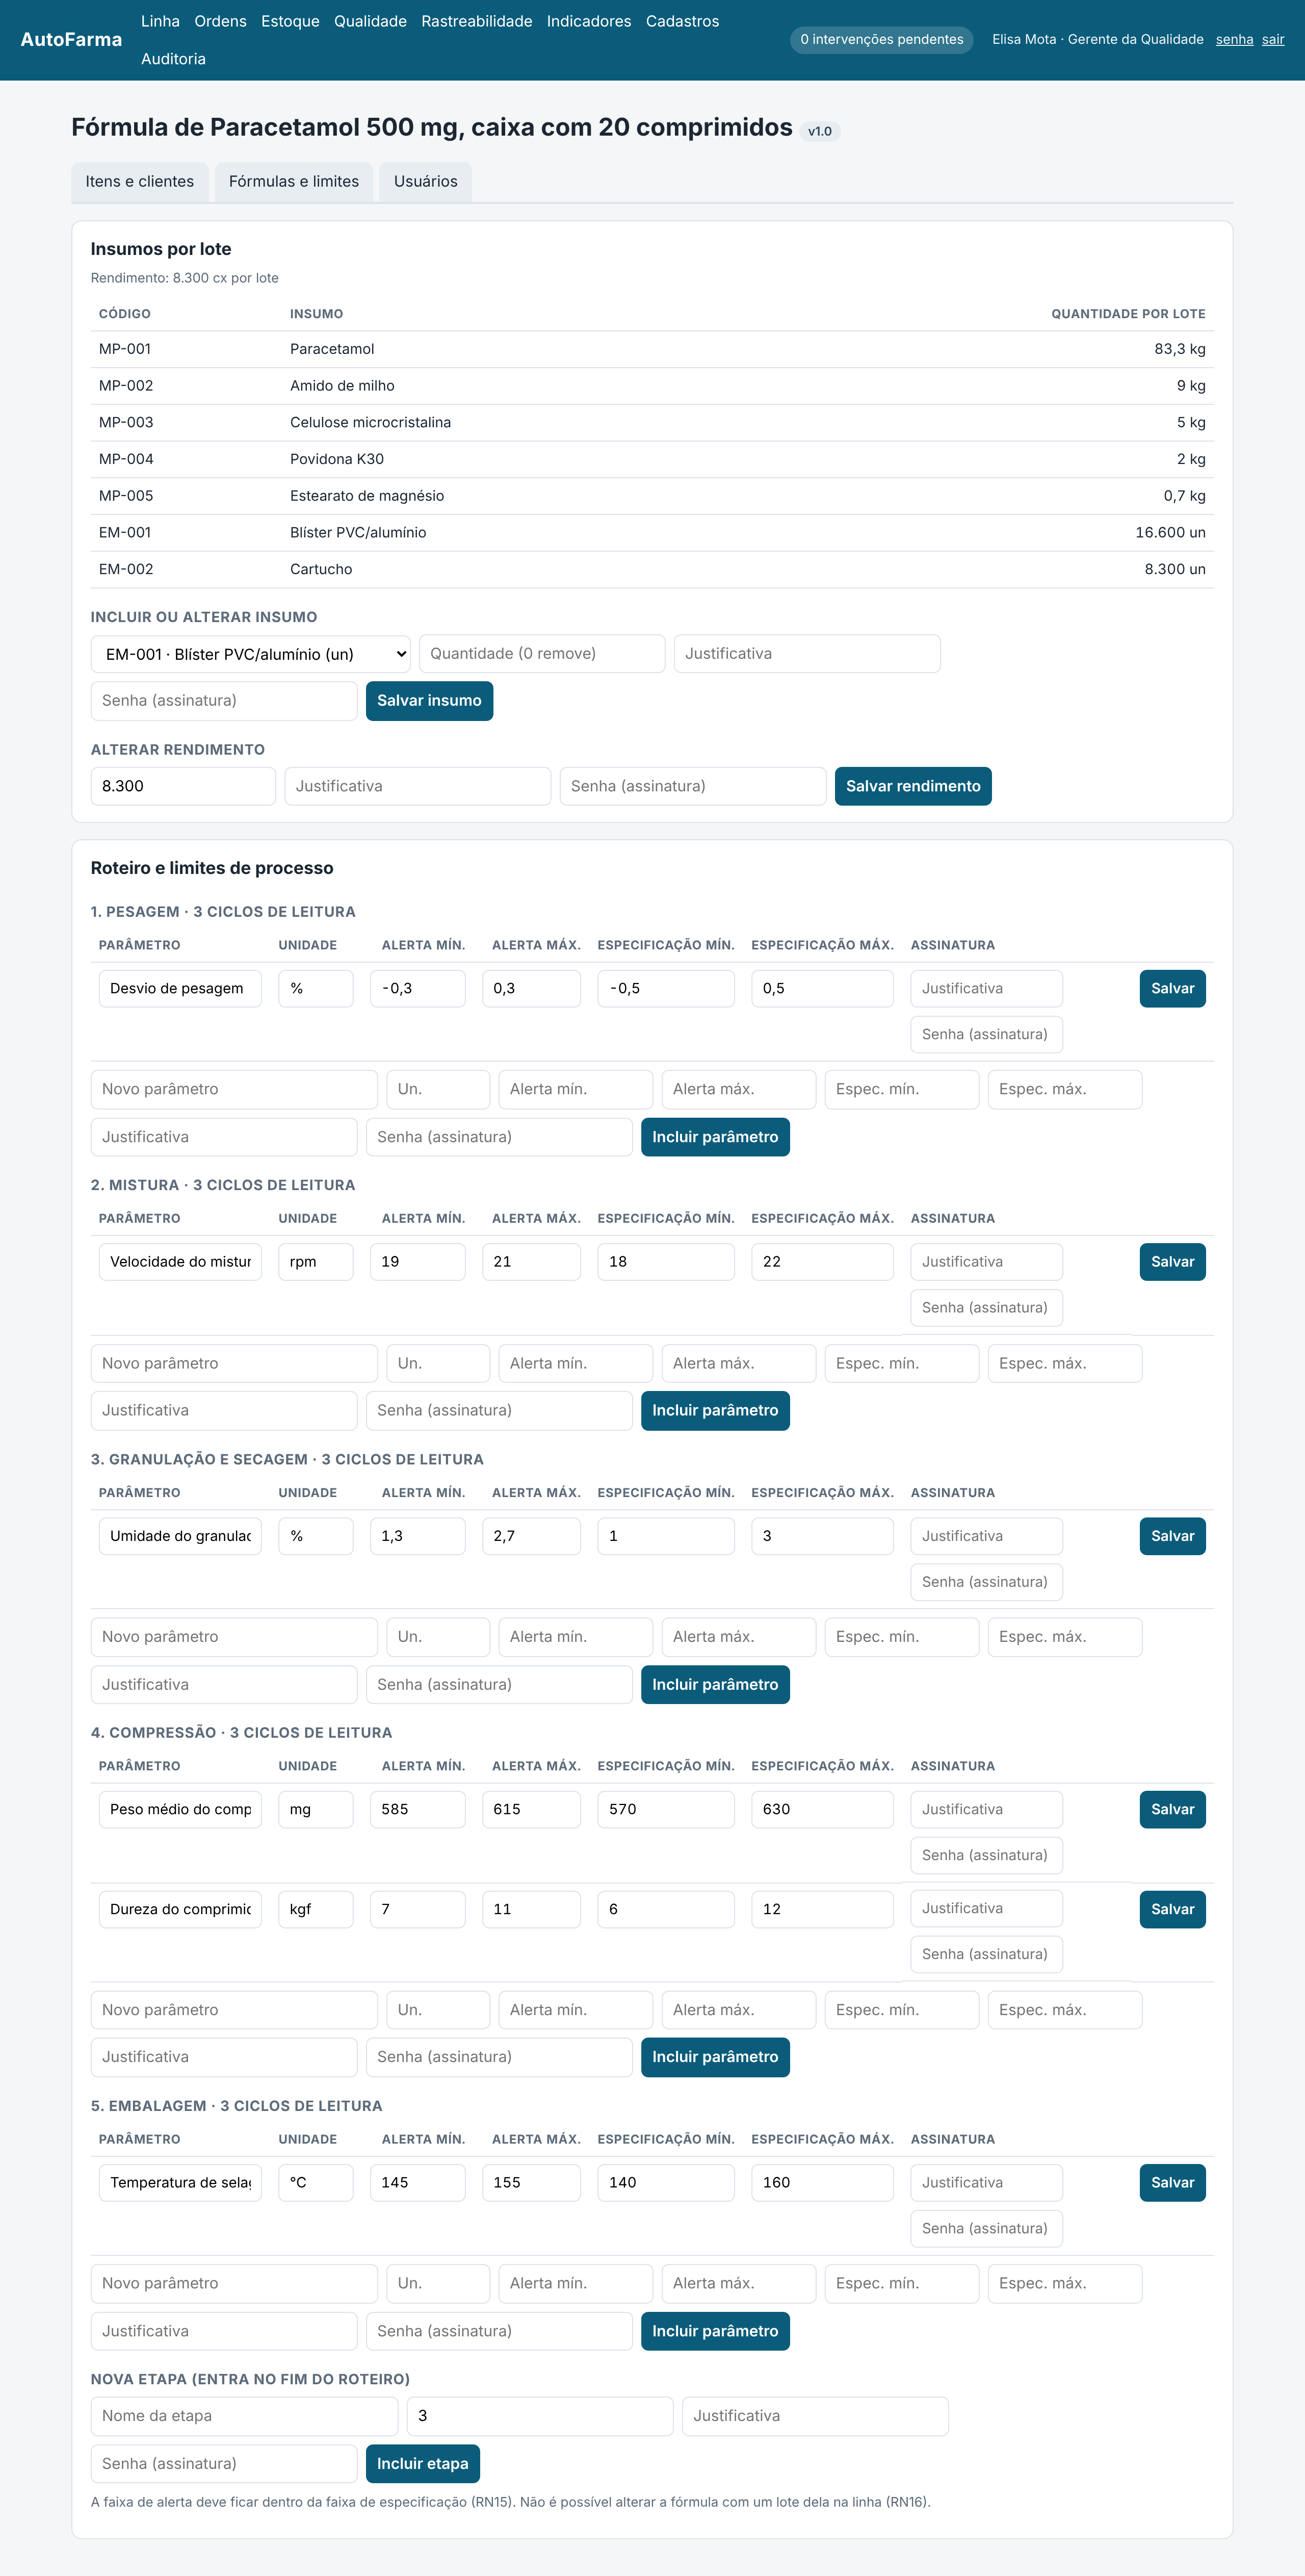 AutoFarma
Linha Ordens Estoque Qualidade Rastreabilidade Indicadores Cadastros
Auditoria
0 intervenções pendentes
Elisa Mota · Gerente da Qualidade senha sair
Fórmula de Paracetamol 500 mg, caixa com 20 comprimidos v1.0
Itens e clientes Fórmulas e limites Usuários
Insumos por lote
Rendimento: 8.300 cx por lote
CÓDIGO INSUMO QUANTIDADE POR LOTE
MP-001 Paracetamol 83,3 kg
MP-002 Amido de milho 9 kg
MP-003 Celulose microcristalina 5 kg
MP-004 Povidona K30 2 kg
MP-005 Estearato de magnésio 0,7 kg
EM-001 Blíster PVC/alumínio 16.600 un
EM-002 Cartucho 8.300 un
INCLUIR OU ALTERAR INSUMO
EM-001 · Blíster PVC/alumínio (un) Quantidade (0 remove) Justificativa
Senha (assinatura) Salvar insumo
ALTERAR RENDIMENTO
8.300 Justificativa Senha (assinatura) Salvar rendimento
Roteiro e limites de processo
1. PESAGEM · 3 CICLOS DE LEITURA
PARÂMETRO UNIDADE ALERTA MÍN. ALERTA MÁX. ESPECIFICAÇÃO MÍN. ESPECIFICAÇÃO MÁX. ASSINATURA
Desvio de pesagem % -0,3 0,3 -0,5 0,5 Justificativa Salvar
Senha (assinatura)
Novo parâmetro Un. Alerta mín. Alerta máx. Espec. mín. Espec. máx.
Justificativa Senha (assinatura) Incluir parâmetro
2. MISTURA · 3 CICLOS DE LEITURA
PARÂMETRO UNIDADE ALERTA MÍN. ALERTA MÁX. ESPECIFICAÇÃO MÍN. ESPECIFICAÇÃO MÁX. ASSINATURA
Velocidade do mistur rpm 19 21 18 22 Justificativa Salvar
Senha (assinatura)
Novo parâmetro Un. Alerta mín. Alerta máx. Espec. mín. Espec. máx.
Justificativa Senha (assinatura) Incluir parâmetro
3. GRANULAÇÃO E SECAGEM · 3 CICLOS DE LEITURA
PARÂMETRO UNIDADE ALERTA MÍN. ALERTA MÁX. ESPECIFICAÇÃO MÍN. ESPECIFICAÇÃO MÁX. ASSINATURA
Umidade do granulad % 1,3 2,7 1 3 Justificativa Salvar
Senha (assinatura)
Novo parâmetro Un. Alerta mín. Alerta máx. Espec. mín. Espec. máx.
Justificativa Senha (assinatura) Incluir parâmetro
4. COMPRESSÃO · 3 CICLOS DE LEITURA
PARÂMETRO UNIDADE ALERTA MÍN. ALERTA MÁX. ESPECIFICAÇÃO MÍN. ESPECIFICAÇÃO MÁX. ASSINATURA
Peso médio do comp mg 585 615 570 630 Justificativa Salvar
Senha (assinatura)
Dureza do comprimid kgf 7 11 6 12 Justificativa Salvar
Senha (assinatura)
Novo parâmetro Un. Alerta mín. Alerta máx. Espec. mín. Espec. máx.
Justificativa Senha (assinatura) Incluir parâmetro
5. EMBALAGEM · 3 CICLOS DE LEITURA
PARÂMETRO UNIDADE ALERTA MÍN. ALERTA MÁX. ESPECIFICAÇÃO MÍN. ESPECIFICAÇÃO MÁX. ASSINATURA
Temperatura de selag °C 145 155 140 160 Justificativa Salvar
Senha (assinatura)
Novo parâmetro Un. Alerta mín. Alerta máx. Espec. mín. Espec. máx.
Justificativa Senha (assinatura) Incluir parâmetro
NOVA ETAPA (ENTRA NO FIM DO ROTEIRO)
Nome da etapa 3 Justificativa
Senha (assinatura) Incluir etapa
A faixa de alerta deve ficar dentro da faixa de especificação (RN15). Não é possível alterar a fórmula com um lote dela na linha (RN16).